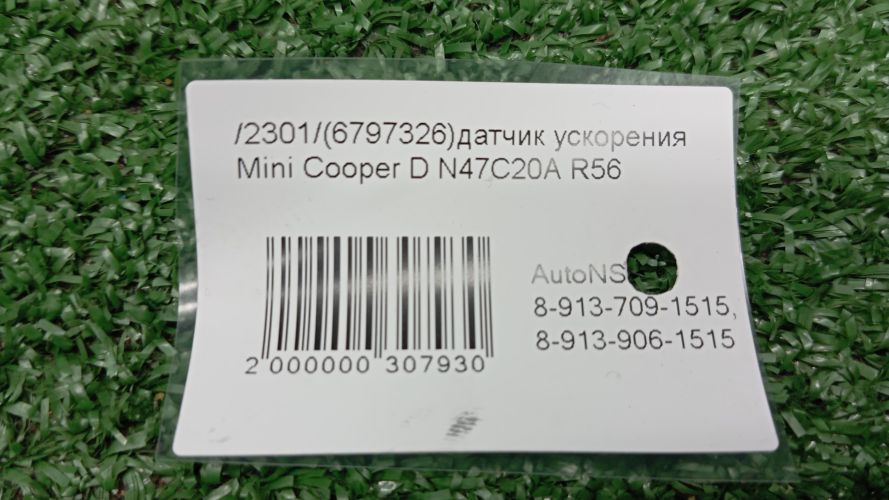 /2301/(6797326)датчик ускорения
Mini Cooper D N47C20A R56
AutoNS
8-913-709-1515,
8-913-906-1515
2 000000 307930